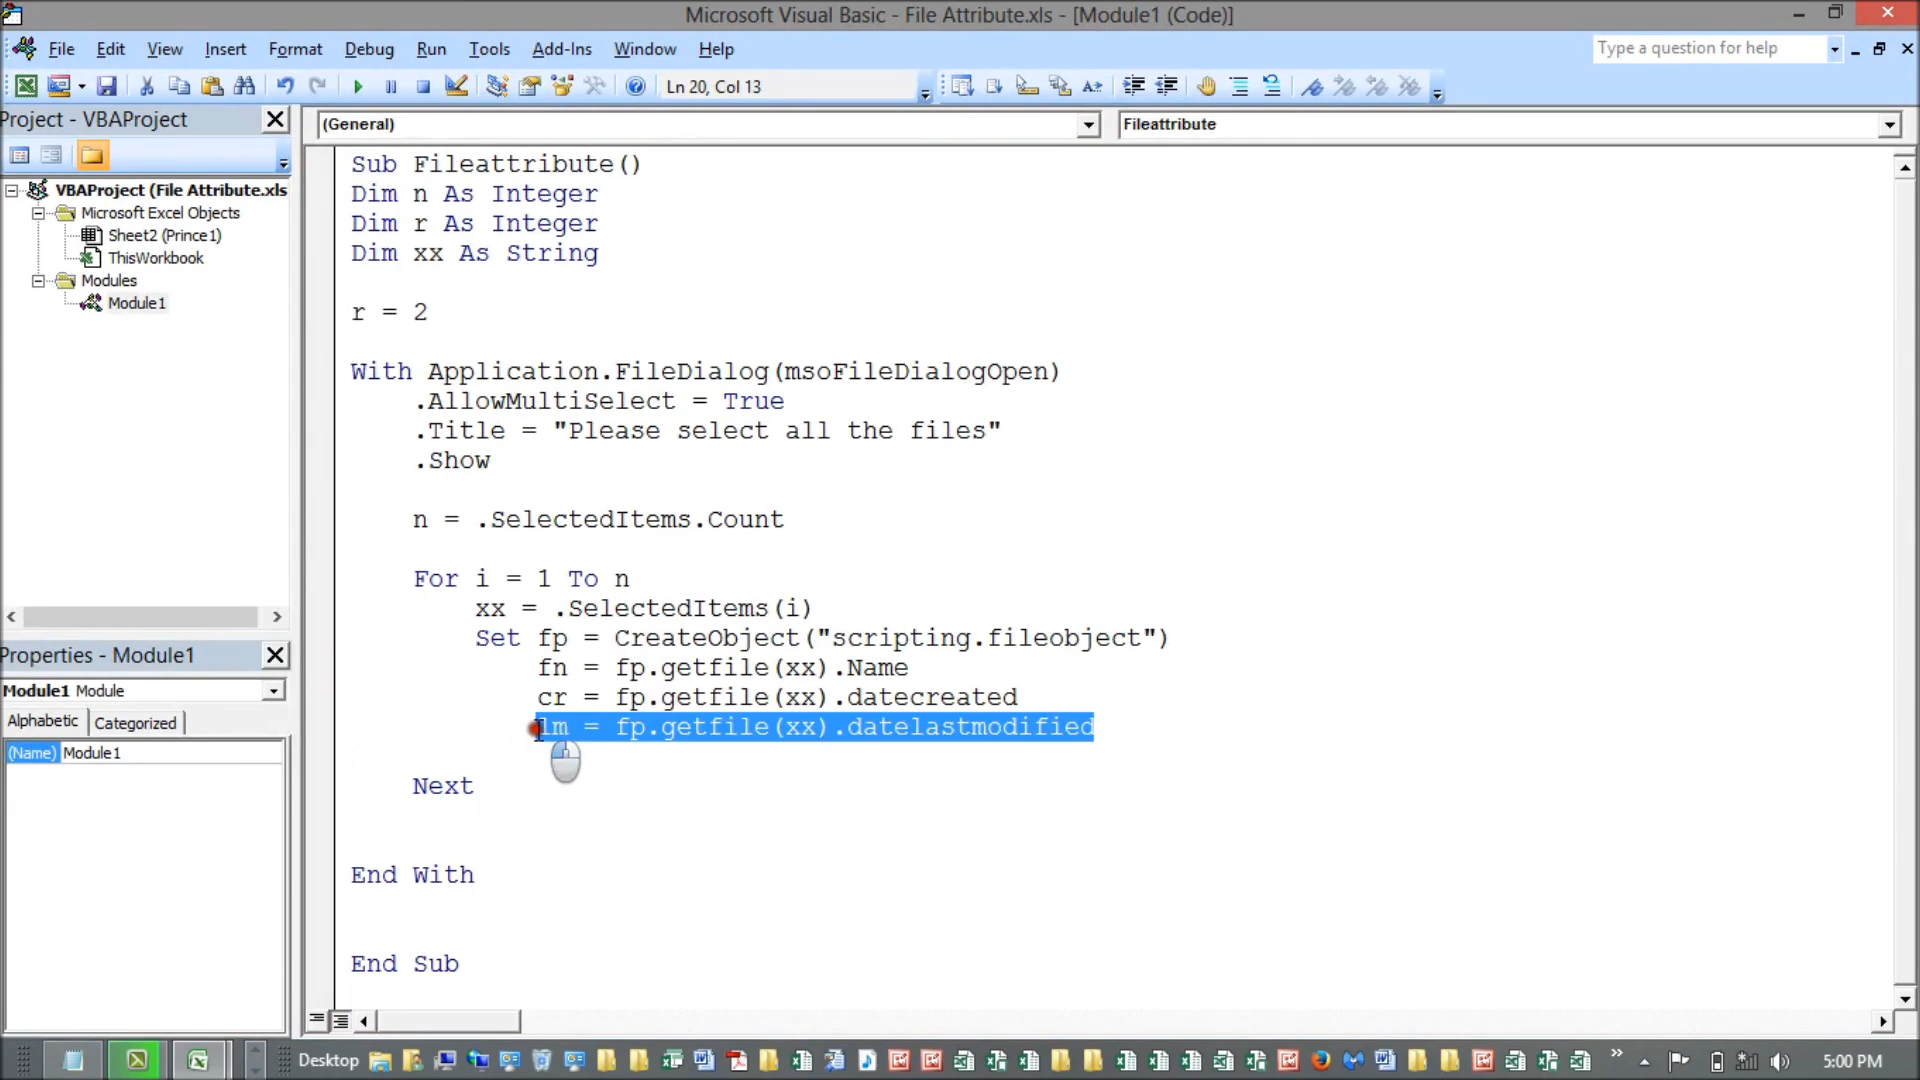 Microsoft Visual Basic - File Attribute.xls - [Module1 (Code)]
File Edit View Insert Format Debug Run Tools Add-Ins Window Help
Type a question for help
Ln 20, Col 13
Project - VBAProject
(General)
Fileattribute
VBAProject (File Attribute.xls
Microsoft Excel Objects
Sheet2 (Prince1)
ThisWorkbook
Modules
Module1
Properties - Module1
Module1 Module
Alphabetic
Categorized
(Name) Module1
Sub Fileattribute()
Dim n As Integer
Dim r As Integer
Dim xx As String
r = 2
With Application.FileDialog(msoFileDialogOpen)
.AllowMultiSelect = True
.Title = "Please select all the files"
.Show
n = .SelectedItems.Count
For i = 1 To n
xx = .SelectedItems(i)
Set fp = CreateObject("scripting.fileobject")
fn = fp.getfile(xx).Name
cr = fp.getfile(xx).datecreated
lm = fp.getfile(xx).datelastmodified
Next
End With
End Sub
Desktop
5:00 PM